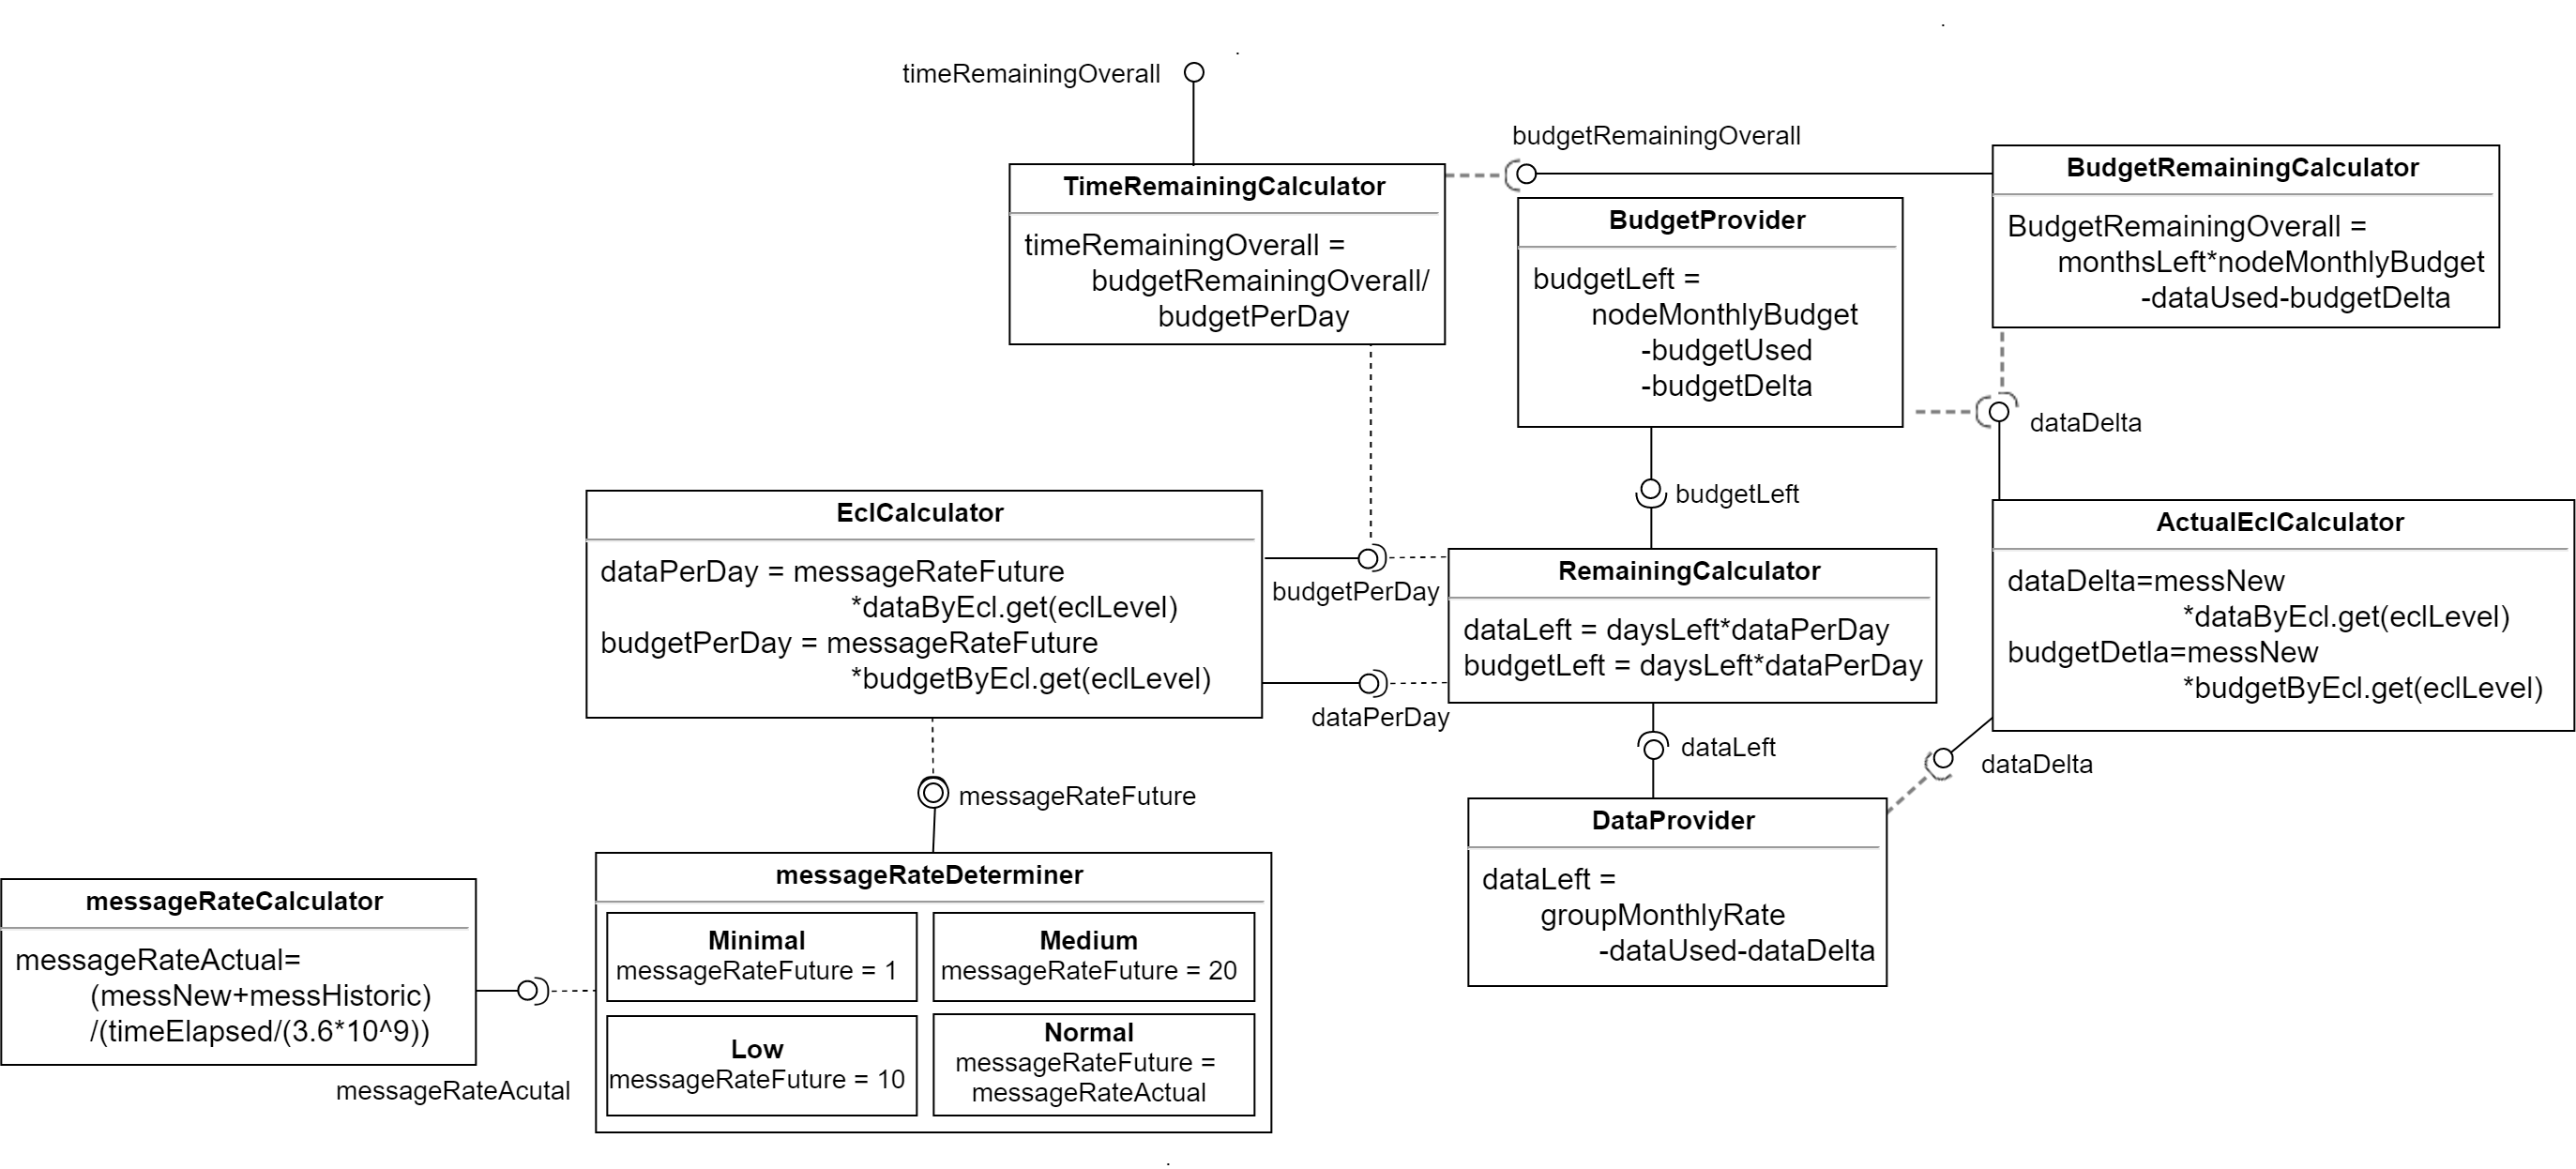 timeRemainingOverall
budgetRemainingOverall
TimeRemainingCalculator
timeRemainingOverall =
budgetRemainingOverall/
budgetPerDay
BudgetProvider
budgetLeft =
nodeMonthlyBudget
-budgetUsed
-budgetDelta
BudgetRemainingCalculator
BudgetRemainingOverall =
monthsLeft*nodeMonthlyBudget
-dataUsed-budgetDelta
dataDelta
budgetLeft
EclCalculator
dataPerDay = messageRateFuture
*dataByEcl.get(eclLevel)
budgetPerDay = messageRateFuture
*budgetByEcl.get(eclLevel)
budgetPerDay
dataPerDay
RemainingCalculator
dataLeft = daysLeft*dataPerDay
budgetLeft = daysLeft*dataPerDay
ActualEclCalculator
dataDelta=messNew
*dataByEcl.get(eclLevel)
budgetDetla=messNew
*budgetByEcl.get(eclLevel)
dataLeft
dataDelta
messageRateFuture
DataProvider
dataLeft =
groupMonthlyRate
-dataUsed-dataDelta
messageRateCalculator
messageRateActual=
(messNew+messHistoric)
/(timeElapsed/(3.6*10^9))
messageRateAcutal
messageRateDeterminer
Minimal
messageRateFuture = 1
Medium
messageRateFuture = 20
Low
messageRateFuture = 10
Normal
messageRateFuture =
messageRateActual